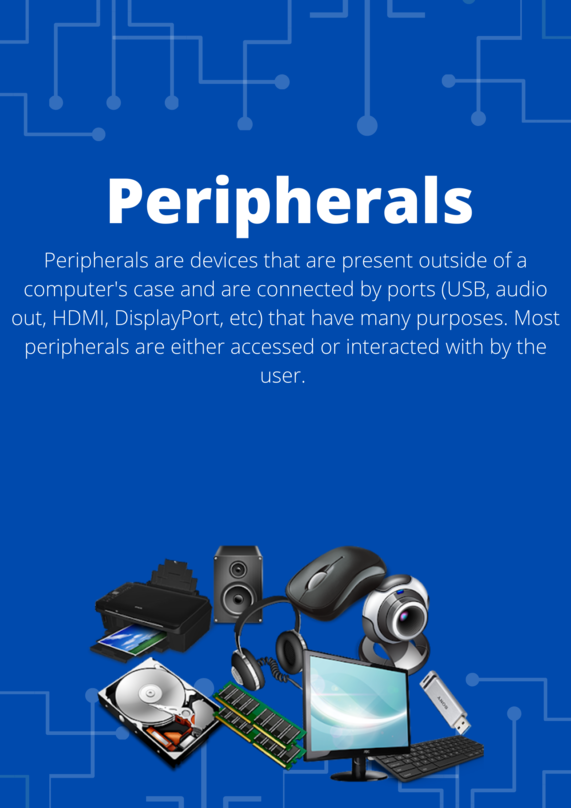 Peripherals
Peripherals are devices that are present outside of a
computer's case and are connected by ports (USB, audio
out, HDMI, DisplayPort, etc) that have many purposes. Most
peripherals are either accessed or interacted with by the
user.